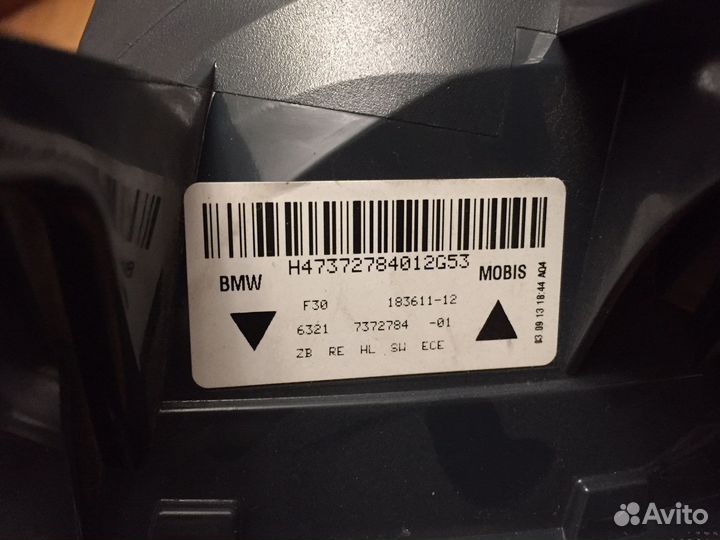 H47372784012G53
BMW
MOBIS
F30 183611-12
6321 7372784 -01
ZB RE HL SW ECE
03 09 13 18:44 AQ4
Avito